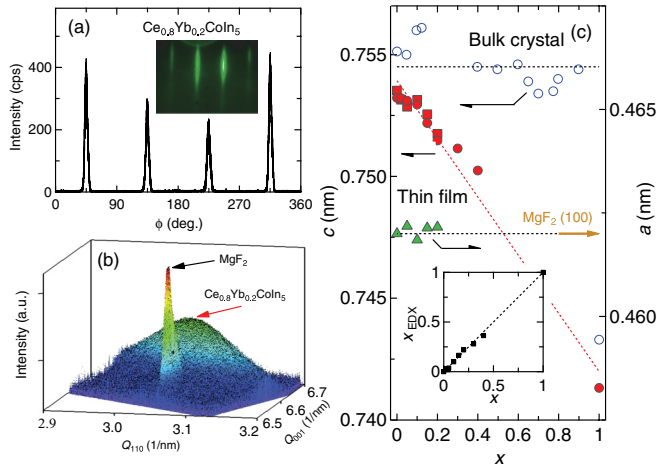 (a)
Ce0.8Yb0.2CoIn5
Intensity (cps)
400
200
0
0 90 180 270 360
ϕ (deg.)
(b)
MgF2
Ce0.8Yb0.2CoIn5
Intensity (a.u.)
2.9 3.0 3.1 3.2
Q110 (1/nm)
6.5 6.6 6.7
Q001 (1/nm)
(c)
Bulk crystal
Thin film
MgF2 (100)
c (nm)
0.755
0.750
0.745
0.740
a (nm)
0.465
0.460
xEDX
1
0.5
0
0 0.5 1
x
0 0.2 0.4 0.6 0.8 1
x